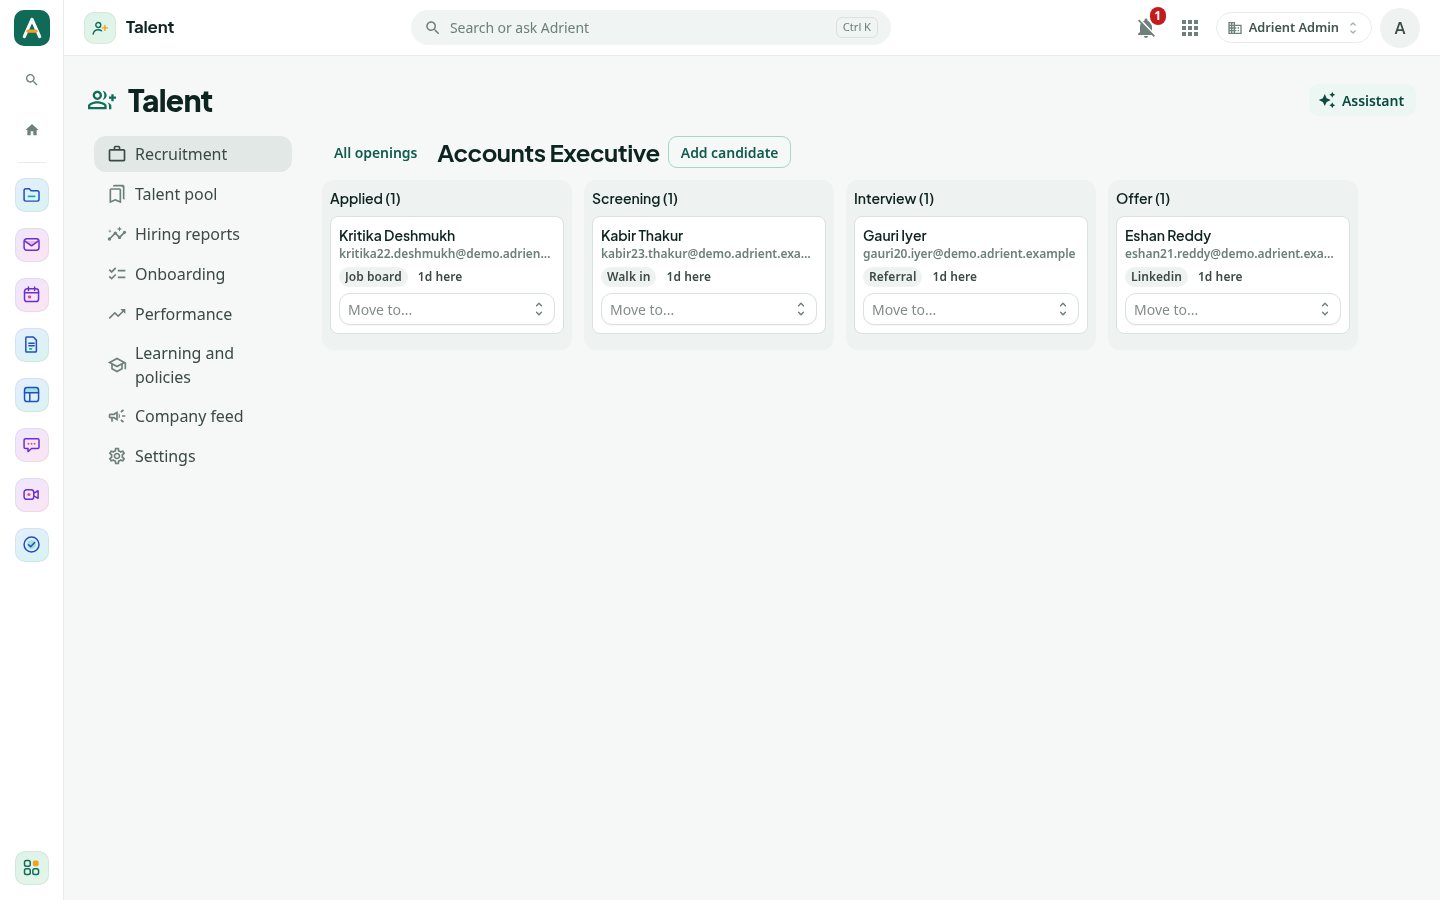 Talent
Search or ask Adrient
Ctrl K
1
Adrient Admin
A
Talent
Assistant
Recruitment
Talent pool
Hiring reports
Onboarding
Performance
Learning and
policies
Company feed
Settings
All openings
Accounts Executive
Add candidate
Applied (1)
Kritika Deshmukh
kritika22.deshmukh@demo.adrien...
Job board
1d here
Move to...
Screening (1)
Kabir Thakur
kabir23.thakur@demo.adrient.exa...
Walk in
1d here
Move to...
Interview (1)
Gauri Iyer
gauri20.iyer@demo.adrient.example
Referral
1d here
Move to...
Offer (1)
Eshan Reddy
eshan21.reddy@demo.adrient.exa...
Linkedin
1d here
Move to...